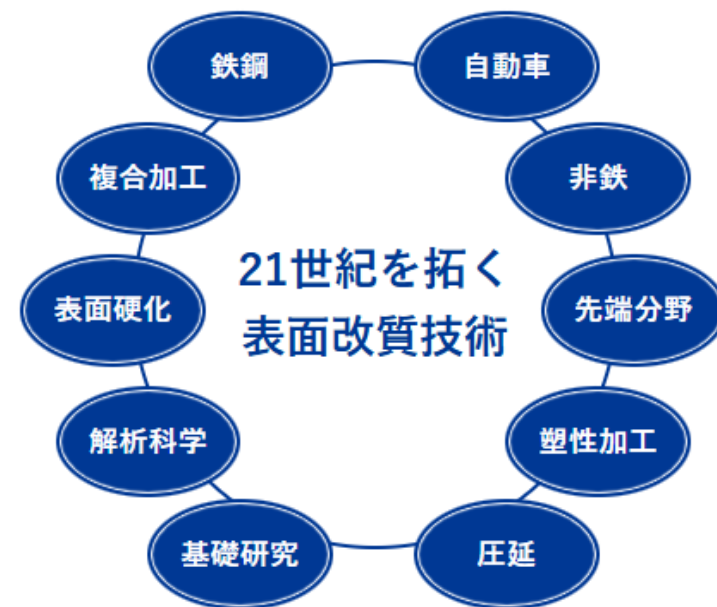 鉄鋼
自動車
複合加工
非鉄
21世紀を拓く
表面改質技術
表面硬化
先端分野
解析科学
塑性加工
基礎研究
圧延